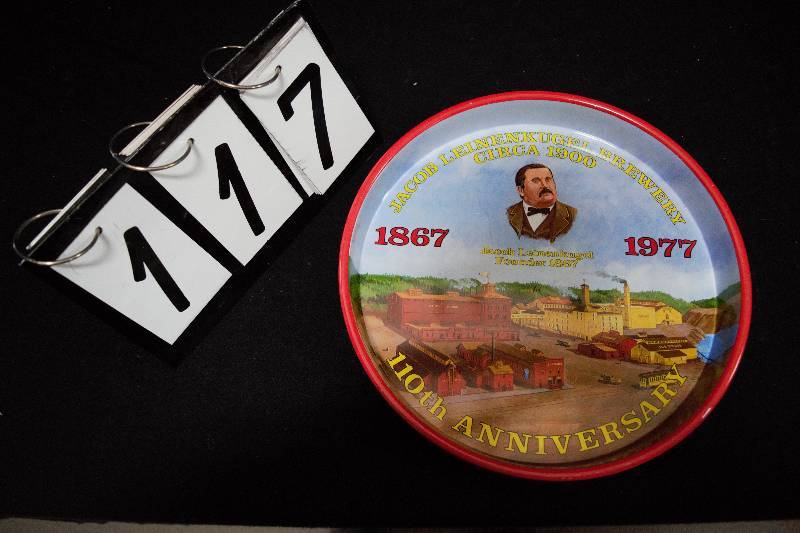 117
JACOB LEINENKUGEL BREWERY
CIRCA 1900
1867
1977
Jacob Leinenkugel
Founder 1867
110th ANNIVERSARY